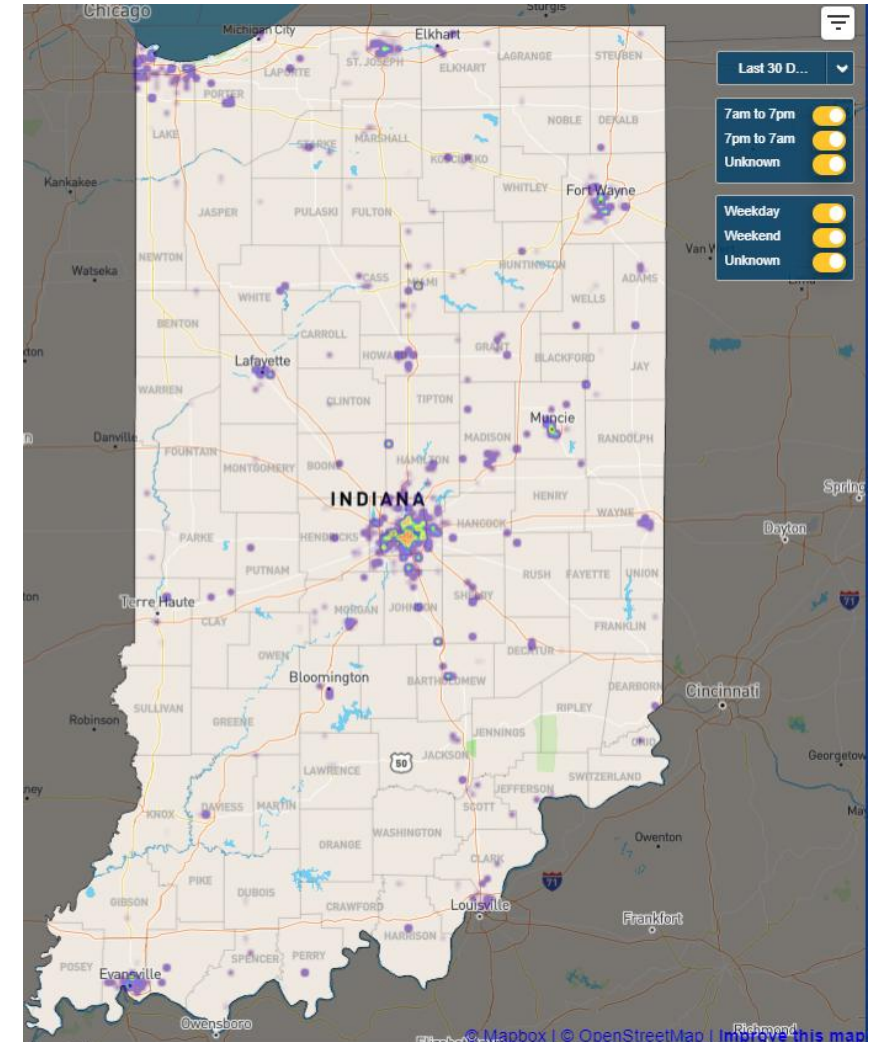 Chicago
Sturgis
Michigan City
Elkhart
ST. JOSEPH
LAGRANGE
STEUBEN
LAPORTE
ELKHART
Last 30 D...
PORTER
7am to 7pm
NOBLE
DEKALB
LAKE
STARKE
MARSHALL
7pm to 7am
KOSCIUSKO
Unknown
Kankakee
WHITLEY
Fort Wayne
JASPER
PULASKI
FULTON
Weekday
Weekend
NEWTON
Van W
Unknown
Watseka
CASS
MIAMI
HUNTINGTON
ADAMS
WHITE
WELLS
BENTON
CARROLL
Lafayette
HOWARD
GRANT
BLACKFORD
JAY
WARREN
CLINTON
TIPTON
Muncie
Danville
MADISON
RANDOLPH
FOUNTAIN
MONTGOMERY
BOONE
HAMILTON
INDIANA
HENRY
Spring
PARKE
HENDRICKS
HANCOCK
WAYNE
Dayton
PUTNAM
RUSH
FAYETTE
UNION
Terre Haute
MORGAN
JOHNSON
SHELBY
71
CLAY
FRANKLIN
OWEN
DECATUR
Bloomington
BARTHOLOMEW
DEARBORN
Cincinnati
SULLIVAN
RIPLEY
Robinson
GREENE
JENNINGS
OHIO
JACKSON
50
Georgetow
LAWRENCE
SWITZERLAND
ney
JEFFERSON
KNOX
DAVIESS
MARTIN
SCOTT
WASHINGTON
Owenton
ORANGE
CLARK
PIKE
DUBOIS
71
GIBSON
CRAWFORD
Louisville
Frankfort
HARRISON
POSEY
Evansville
SPENCER
PERRY
Owensboro
Richmond
© Mapbox | © OpenStreetMap | Improve this map